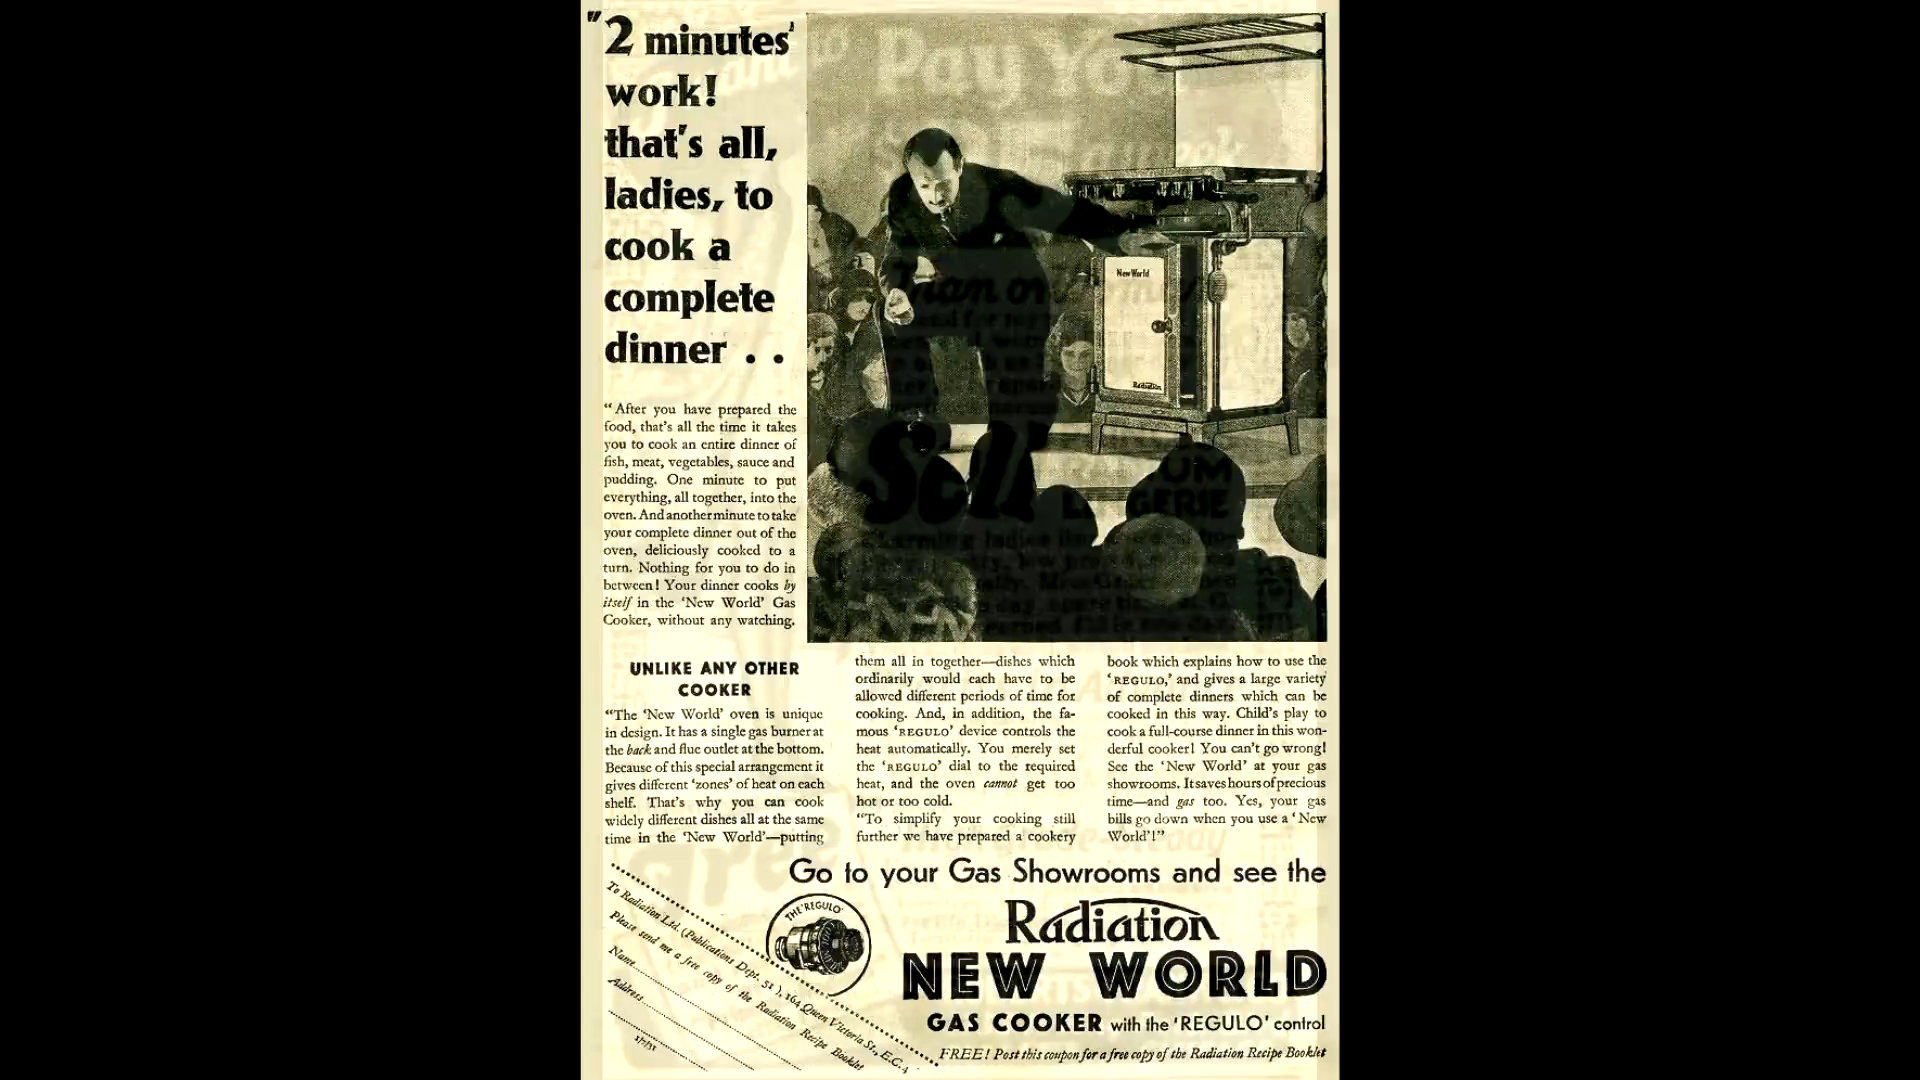 "2 minutes'
work!
that's all,
ladies, to
cook a
complete
dinner . .
"After you have prepared the
food, that's all the time it takes
you to cook an entire dinner of
fish, meat, vegetables, sauce and
pudding. One minute to put
everything, all together, into the
oven. And another minute to take
your complete dinner out of the
oven, deliciously cooked to a
turn. Nothing for you to do in
between! Your dinner cooks by
itself in the 'New World' Gas
Cooker, without any watching.
New World
Radiation
UNLIKE ANY OTHER
COOKER
"The 'New World' oven is unique
in design. It has a single gas burner at
the back and flue outlet at the bottom.
Because of this special arrangement it
gives different 'zones' of heat on each
shelf. That's why you can cook
widely different dishes all at the same
time in the 'New World'—putting
them all in together—dishes which
ordinarily would each have to be
allowed different periods of time for
cooking. And, in addition, the fa-
mous 'REGULO' device controls the
heat automatically. You merely set
the 'REGULO' dial to the required
heat, and the oven cannot get too
hot or too cold.
"To simplify your cooking still
further we have prepared a cookery
book which explains how to use the
'REGULO,' and gives a large variety
of complete dinners which can be
cooked in this way. Child's play to
cook a full-course dinner in this won-
derful cooker! You can't go wrong!
See the 'New World' at your gas
showrooms. It saves hours of precious
time—and gas too. Yes, your gas
bills go down when you use a 'New
World'!"
Go to your Gas Showrooms and see the
THE 'REGULO'
Radiation
NEW WORLD
GAS COOKER with the 'REGULO' control
FREE! Post this coupon for a free copy of the Radiation Recipe Booklet
To Radiation Ltd. (Publications Dept. 51), 164 Queen Victoria St., E.C.4
Please send me a free copy of the Radiation Recipe Booklet
Name
Address